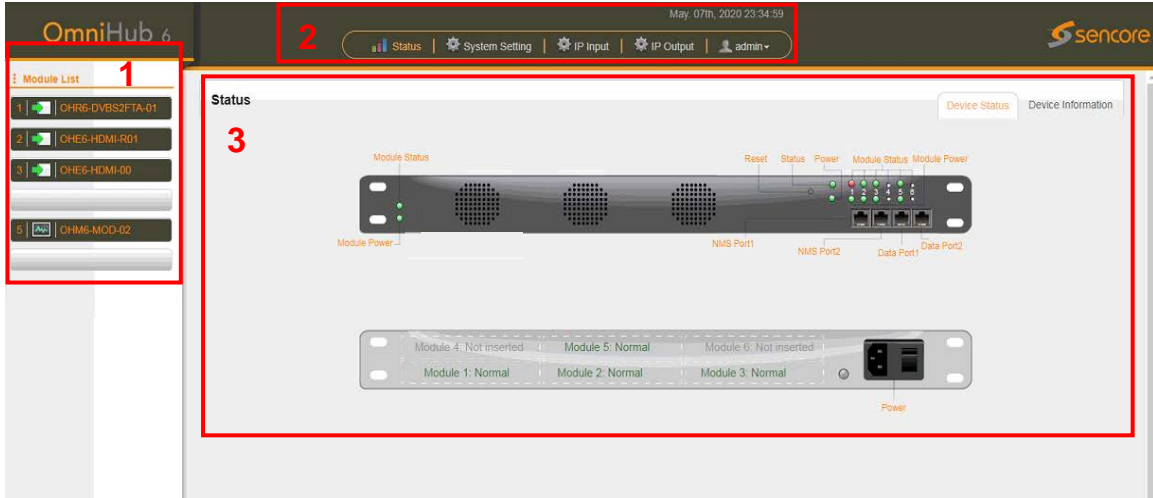 OmniHub 6
May. 07th, 2020 23:34:59
2
Status | System Setting | IP Input | IP Output | admin
sencore
1
Module List
1 OHR6-DVBS2FTA-01
2 OHE6-HDMI-R01
3 OHE6-HDMI-00
5 OHM6-MOD-02
Status
Device Status Device Information
3
Module Status
Reset Status Power Module Status Module Power
1 2 3 4 5 6
Module Power
NMS Port1
NMS Port2
Data Port1
Data Port2
Module 4: Not inserted Module 5: Normal Module 6: Not inserted
Module 1: Normal Module 2: Normal Module 3: Normal
Power